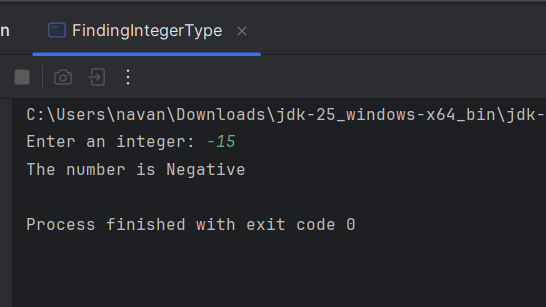 n FindingIntegerType
C:\Users\navan\Downloads\jdk-25_windows-x64_bin\jdk-
Enter an integer: -15
The number is Negative
Process finished with exit code 0